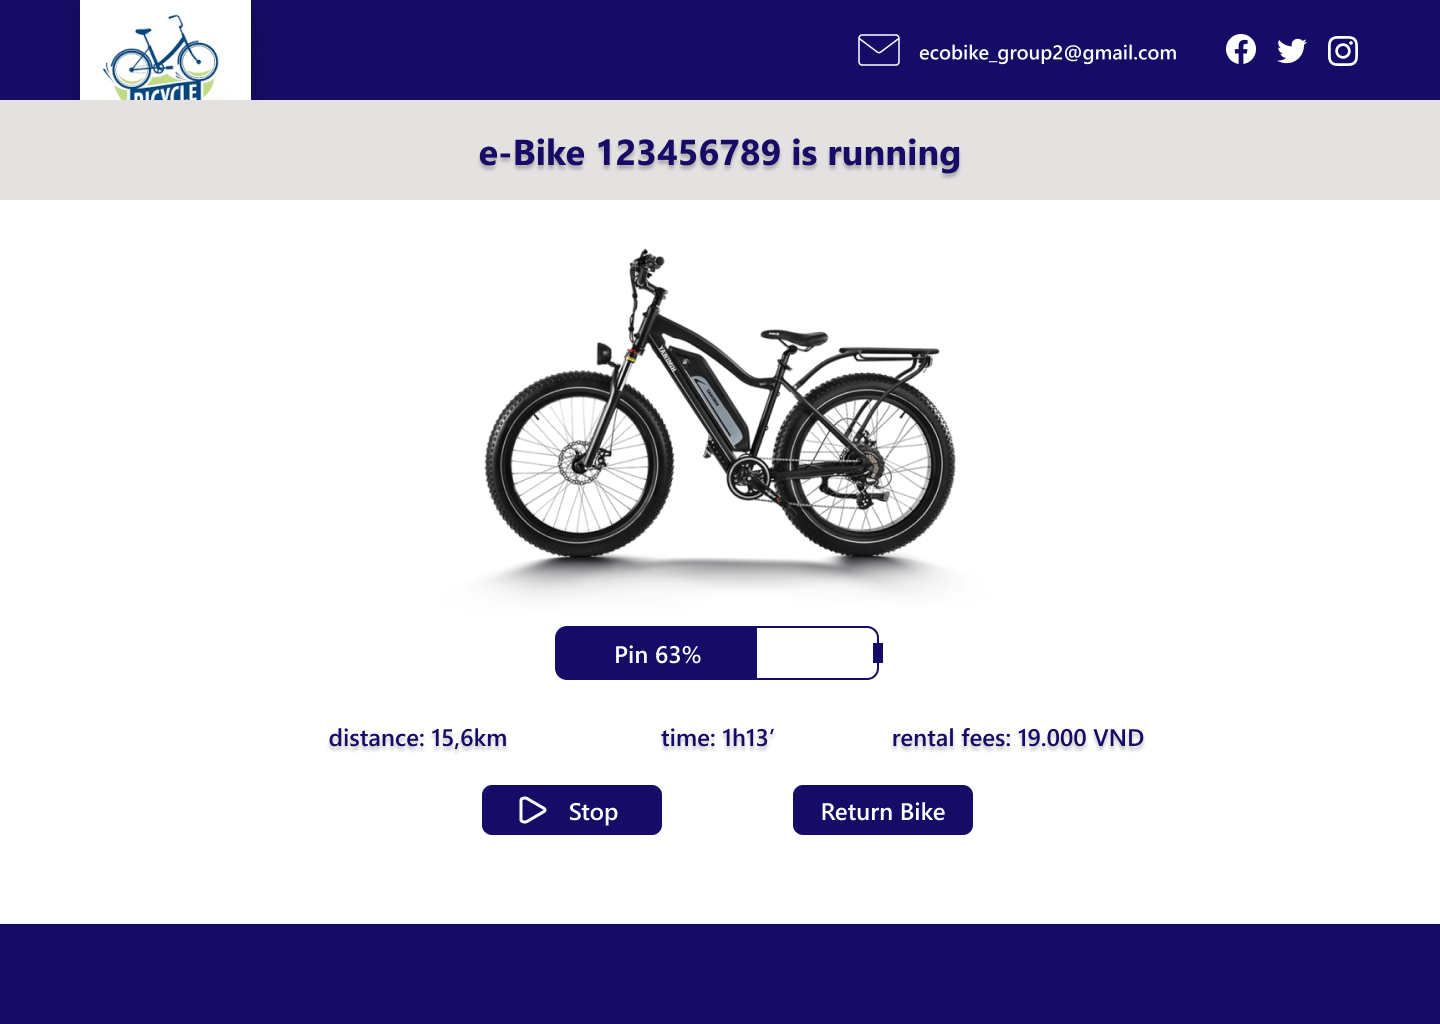 BICYCLE
ecobike_group2@gmail.com
e-Bike 123456789 is running
Pin 63%
distance: 15,6km
time: 1h13’
rental fees: 19.000 VND
Stop
Return Bike